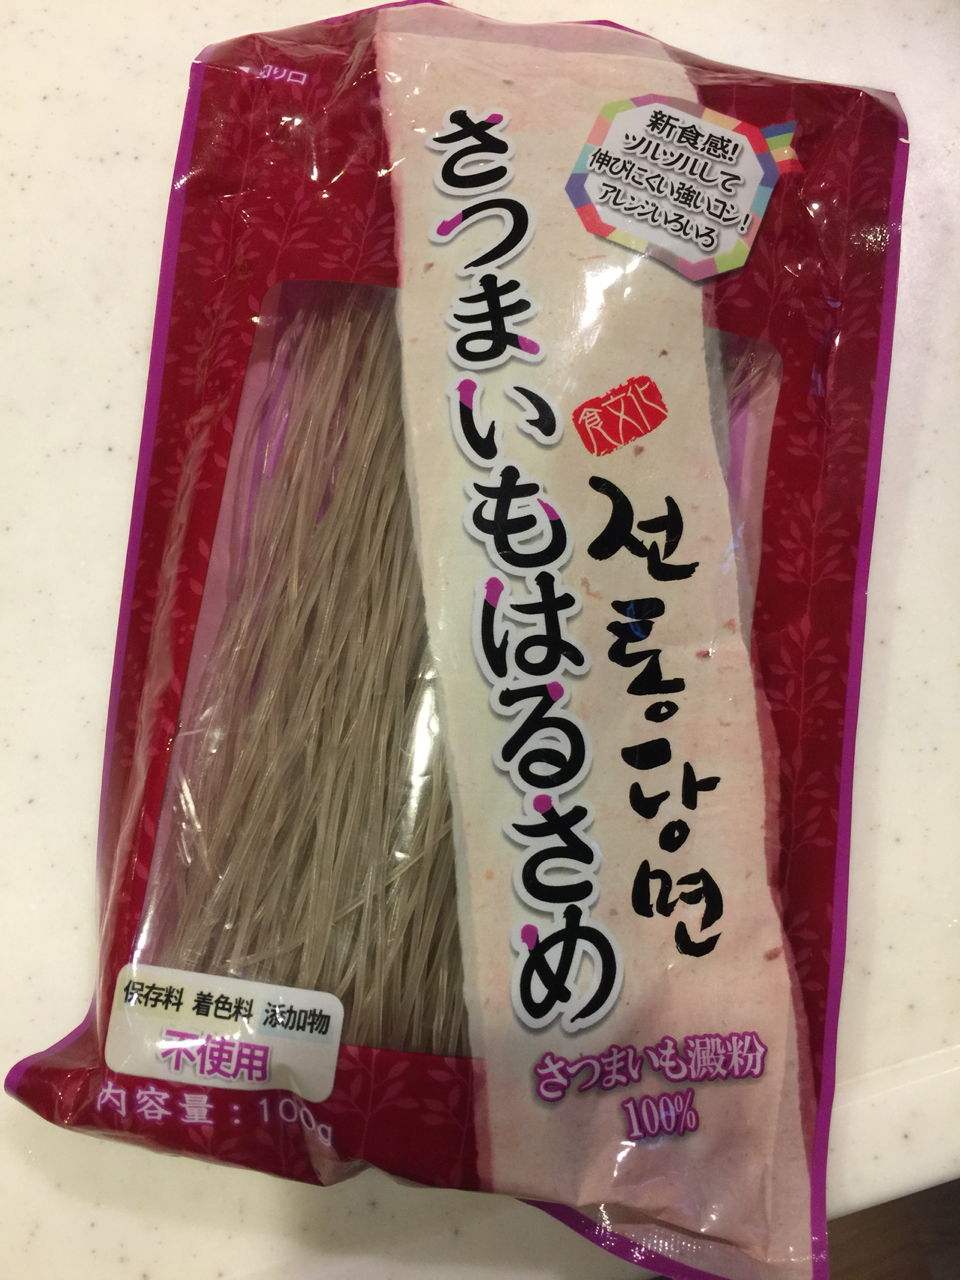 切り口
新食感!
ツルツルして
伸びにくい強いコシ!
アレンジいろいろ
さつまいもはるさめ
食文化
전통당면
保存料 着色料 添加物
不使用
内容量:100g
さつまいも澱粉
100%